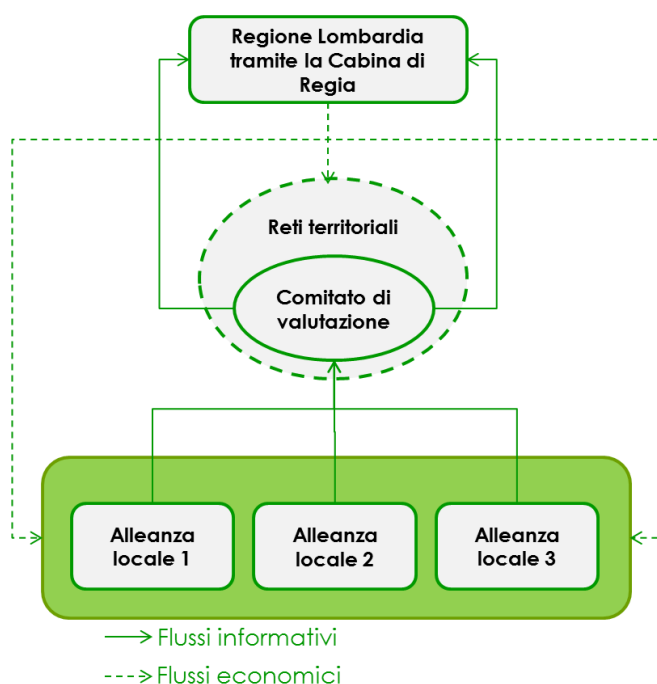 Regione Lombardia
tramite la Cabina di
Regia
Reti territoriali
Comitato di
valutazione
Alleanza
locale 1
Alleanza
locale 2
Alleanza
locale 3
Flussi informativi
Flussi economici